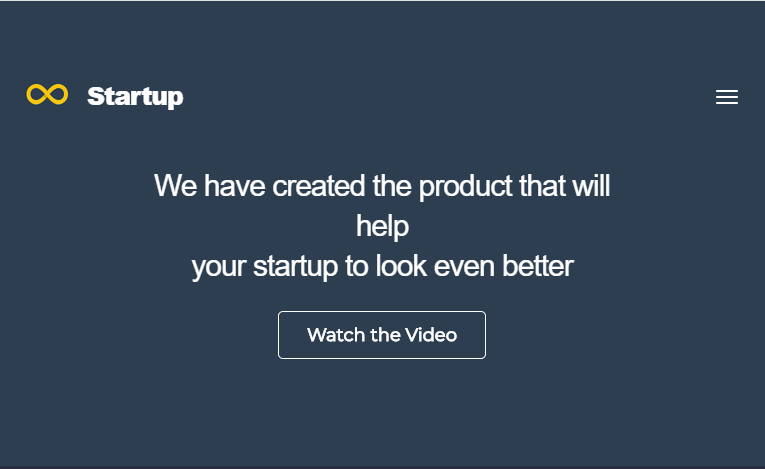 Startup
We have created the product that will
help
your startup to look even better
Watch the Video